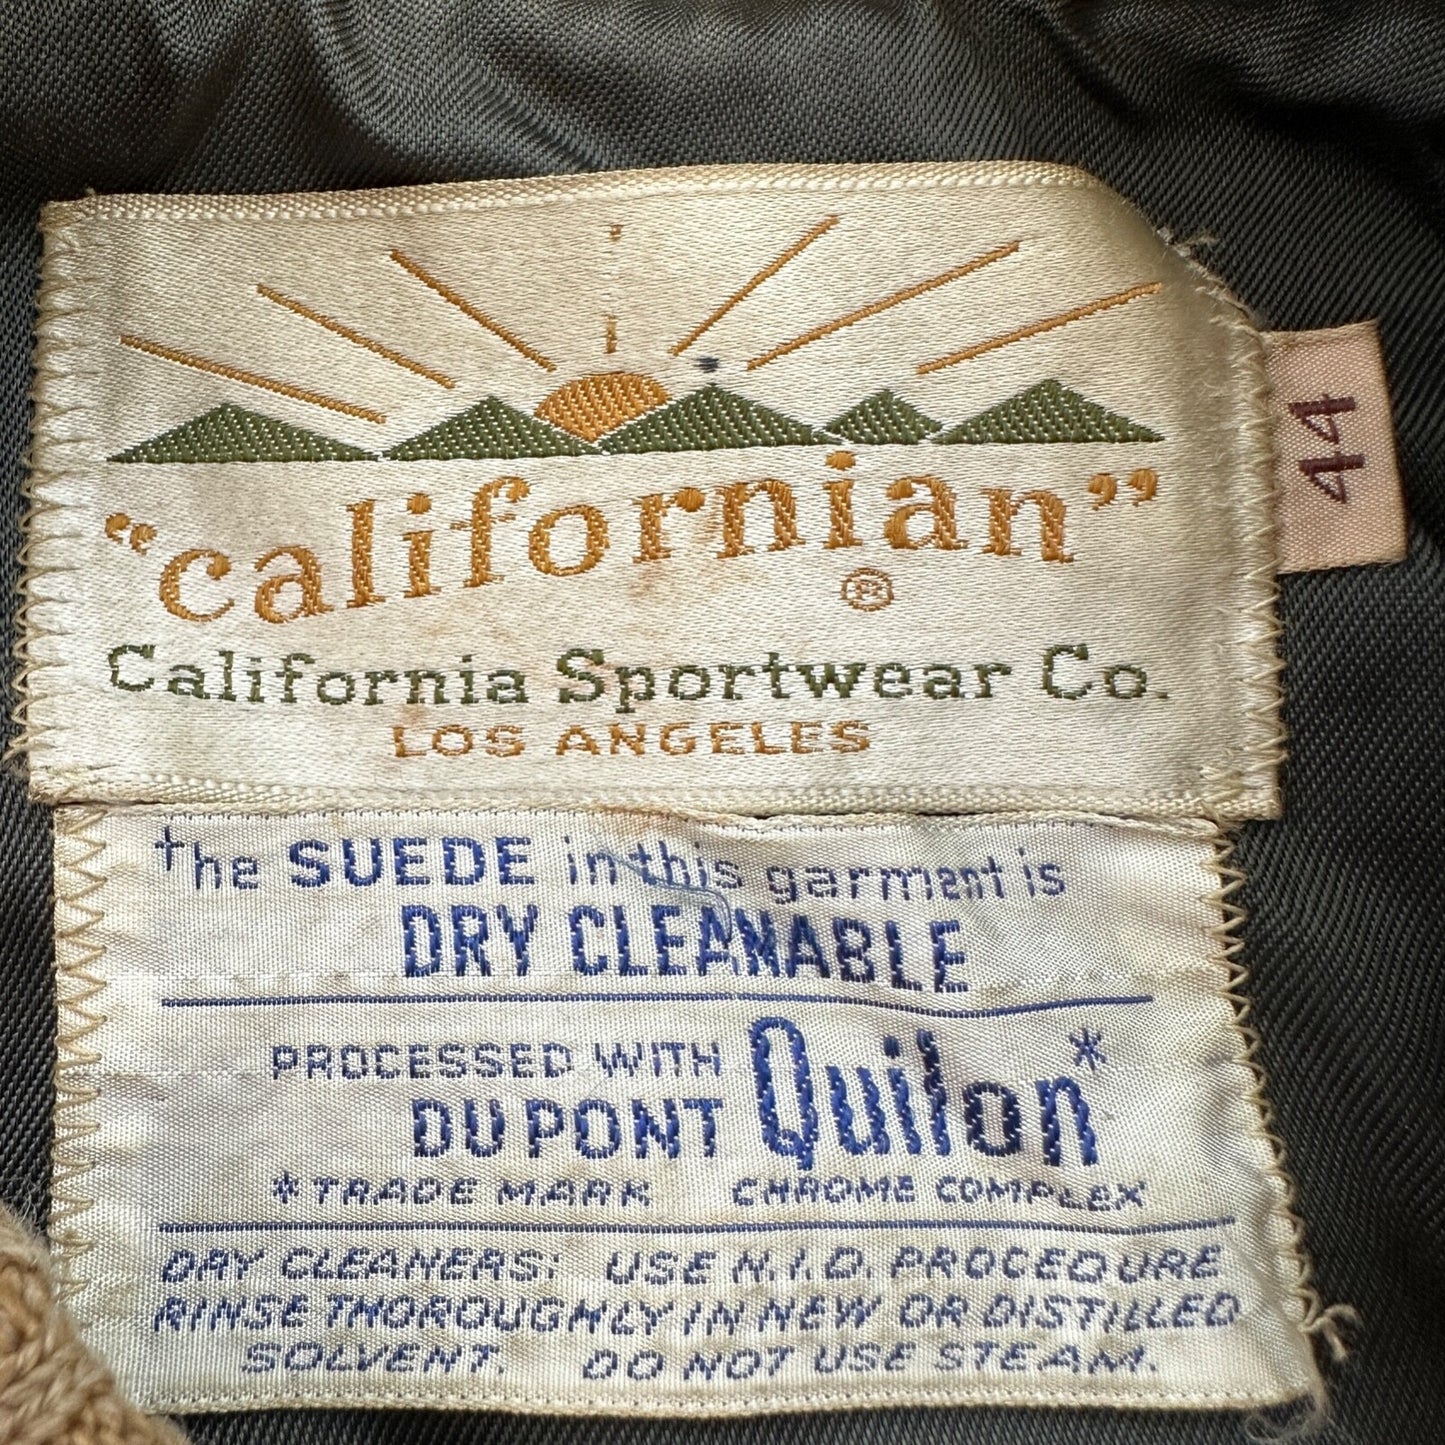 “californian”
®
California Sportswear Co.
LOS ANGELES
44
the SUEDE in this garment is
DRY CLEANABLE
PROCESSED WITH
DU PONT Quilon*
*TRADE MARK CHROME COMPLEX
DRY CLEANERS: USE N.I.D. PROCEDURE
RINSE THOROUGHLY IN NEW OR DISTILLED
SOLVENT. DO NOT USE STEAM.